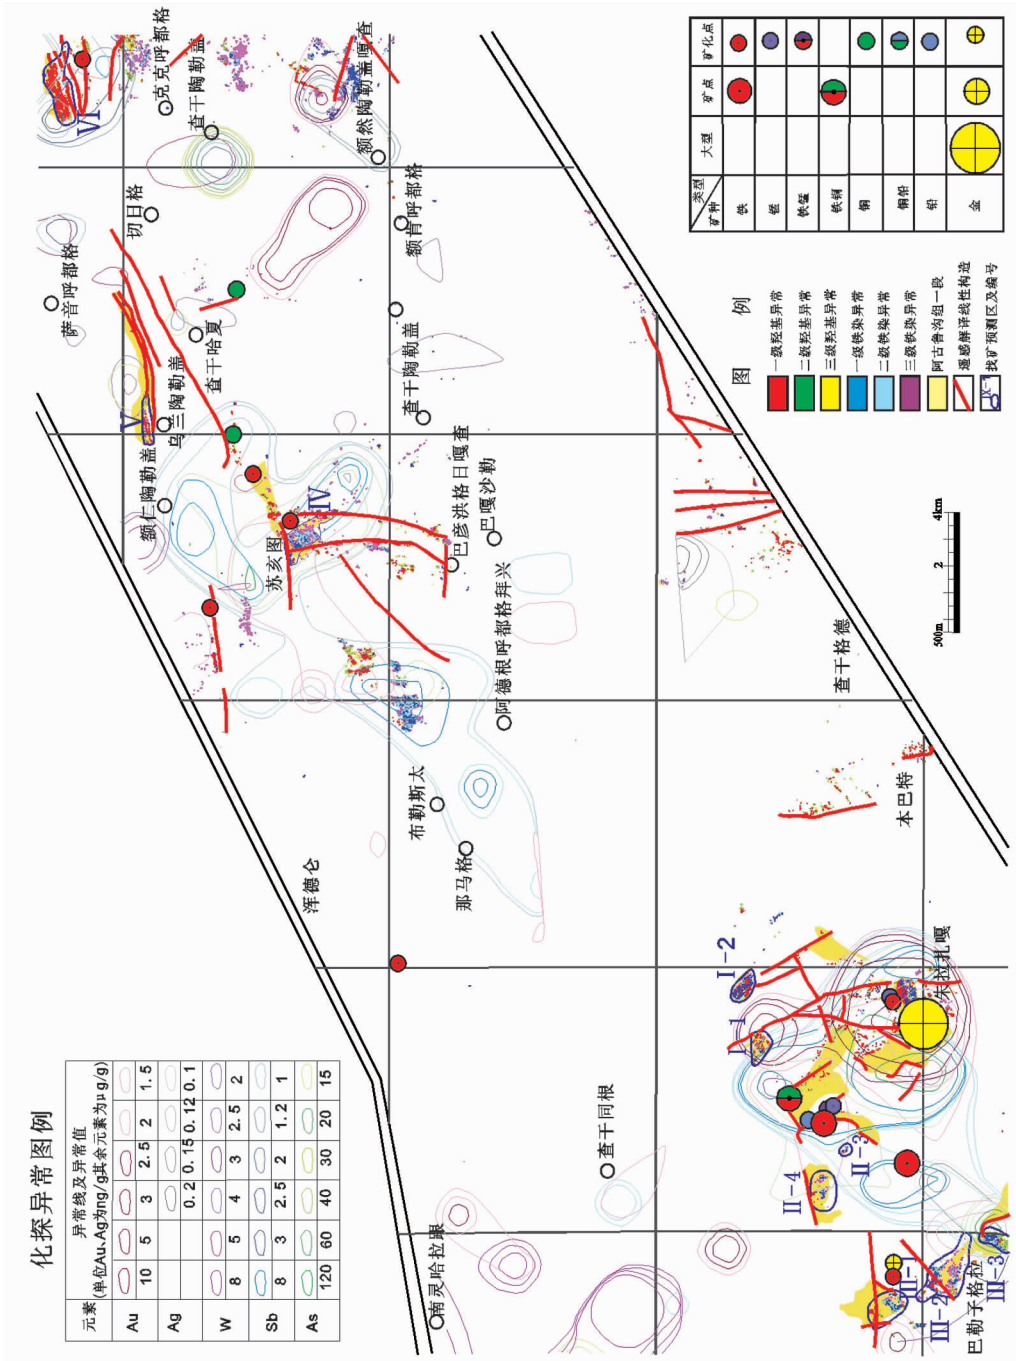 化探异常图例
元素 异常线及异常值
(单位Au、Ag为ng/g其余元素为μg/g)
Au 10 5 3 2.5 2 1.5
Ag 0.2 0.15 0.12 0.1
W 8 5 4 3 2.5 2
Sb 8 3 2.5 2 1.2 1
As 120 60 40 30 20 15
图 例
一级羟基异常
二级羟基异常
三级羟基异常
一级铁染异常
二级铁染异常
三级铁染异常
阿古鲁沟组一段
遥感解译线性构造
IX-1 找矿预测区及编号
类型 矿种 大型 矿点 矿化点
铁
锰
铁锰
铁铜
铜
铜铅
铅
金
500m 2 4km
萨音呼都格
切日格
克克呼都格
查干陶勒盖
额然陶勒盖嘎查
额肯呼都格
查干哈夏
乌兰陶勒盖
额仁陶勒盖
查干陶勒盖
巴彦洪格日嘎查
巴嘎沙勒
苏亥图
阿德根呼都格拜兴
查干格德
布勒斯太
那马格
浑德仑
本巴特
朱拉扎嘎
查干同根
南灵哈拉跟
巴勒子格拉
VI
V
IV
I-2
I-1
II-3
II-4
III-1
III-2
III-3